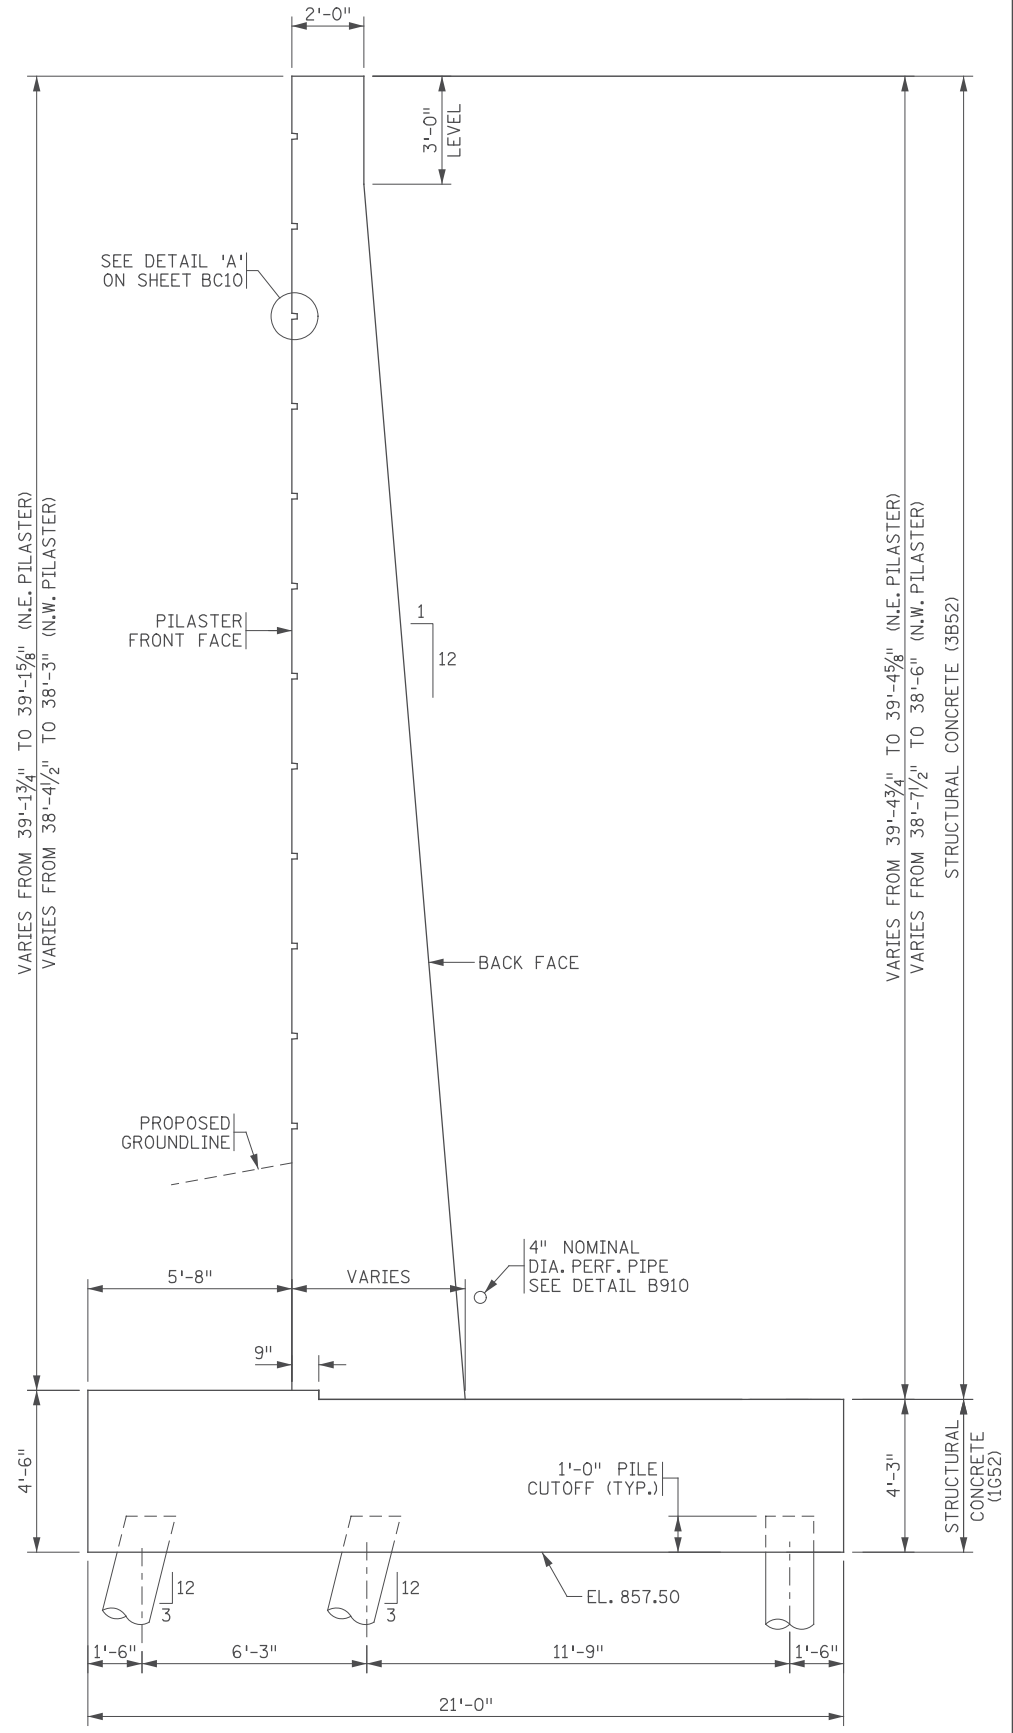 2'-0"
3'-0"
LEVEL
SEE DETAIL 'A'
ON SHEET BC10
VARIES FROM 39'-1¾" TO 39'-1⅝" (N.E. PILASTER)
VARIES FROM 38'-4½" TO 38'-3" (N.W. PILASTER)
PILASTER
FRONT FACE
1
12
VARIES FROM 39'-4¾" TO 39'-4⅝" (N.E. PILASTER)
VARIES FROM 38'-7½" TO 38'-6" (N.W. PILASTER)
STRUCTURAL CONCRETE (3B52)
BACK FACE
PROPOSED
GROUNDLINE
4" NOMINAL
DIA. PERF. PIPE
SEE DETAIL B910
5'-8"
VARIES
9"
4'-6"
1'-0" PILE
CUTOFF (TYP.)
4'-3"
STRUCTURAL
CONCRETE
(1G52)
12
3
12
3
EL. 857.50
1'-6"
6'-3"
11'-9"
1'-6"
21'-0"